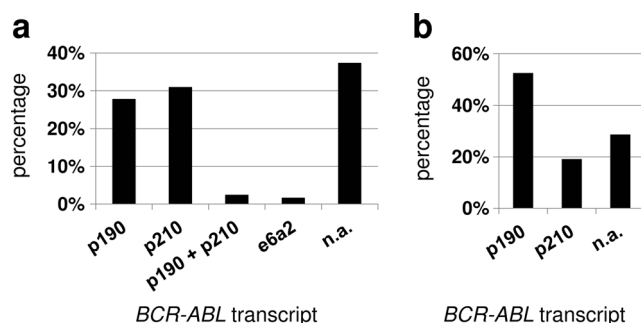 a
percentage
40%
30%
20%
10%
0%
p190
p210
p190 + p210
e6a2
n.a.
BCR-ABL transcript
b
percentage
60%
40%
20%
0%
p190
p210
n.a.
BCR-ABL transcript